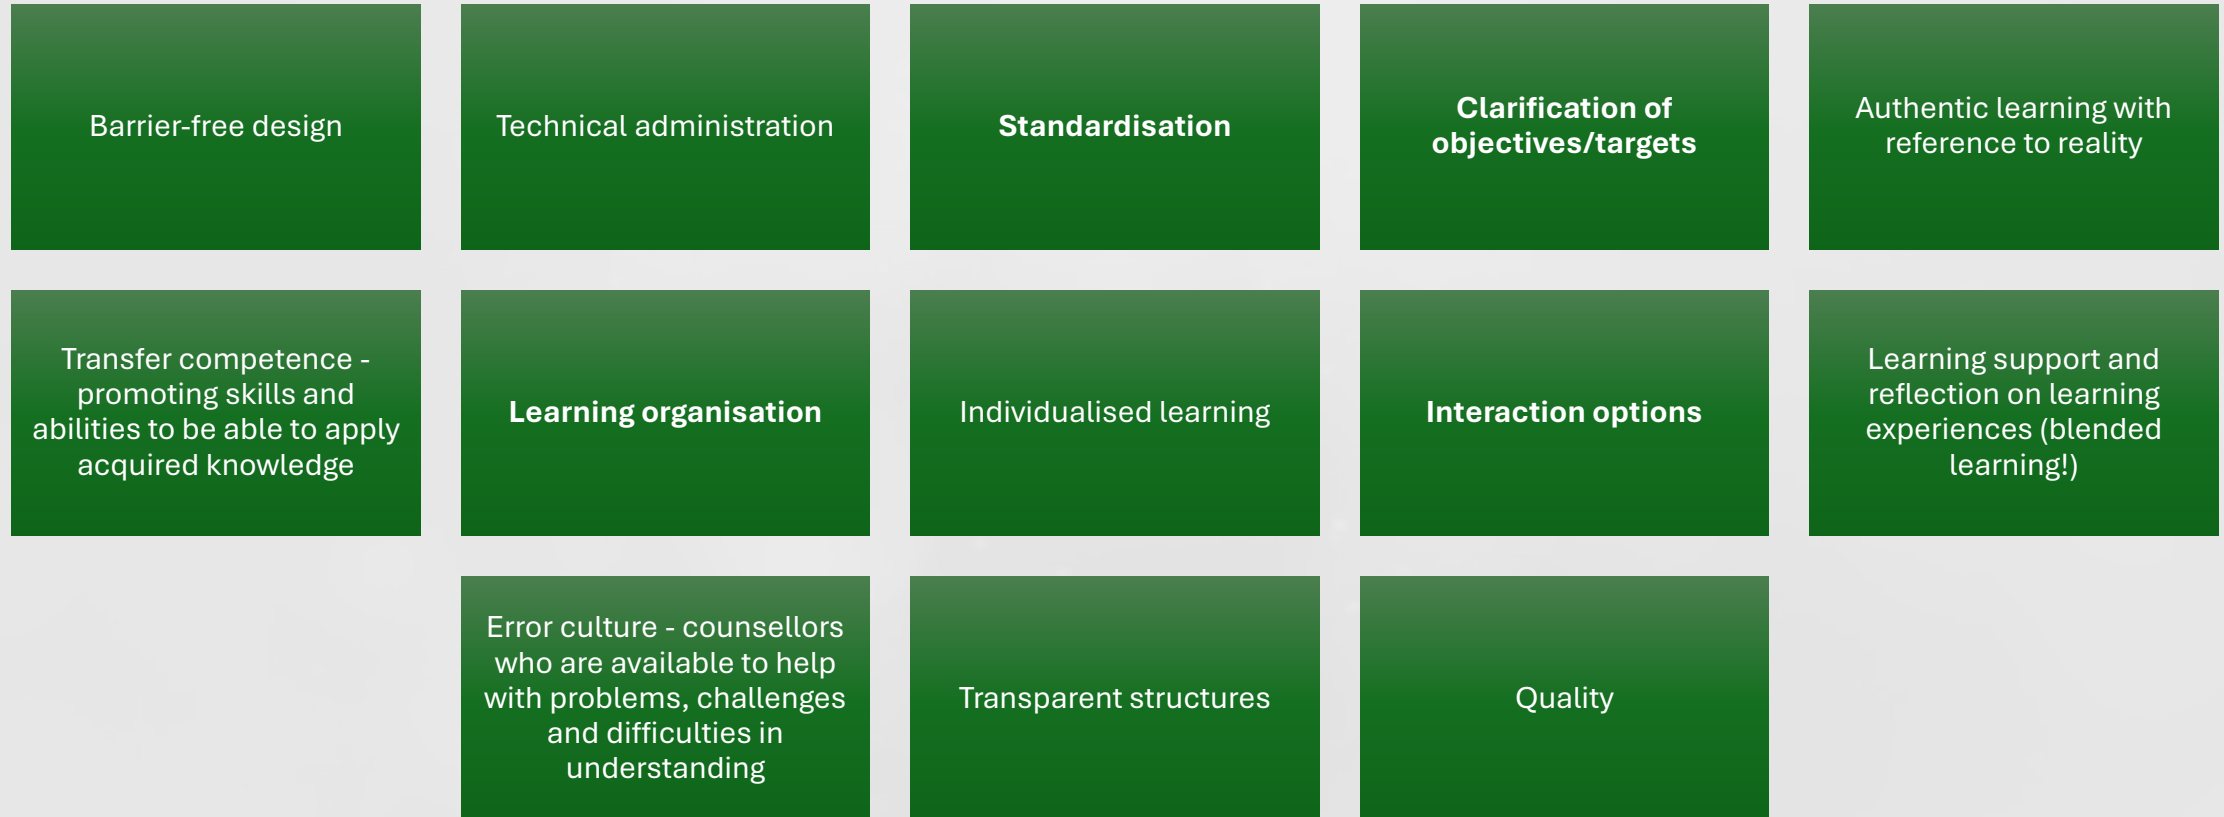 Barrier-free design
Technical administration
Standardisation
Clarification of
objectives/targets
Authentic learning with
reference to reality
Transfer competence -
promoting skills and
abilities to be able to apply
acquired knowledge
Learning organisation
Individualised learning
Interaction options
Learning support and
reflection on learning
experiences (blended
learning!)
Error culture - counsellors
who are available to help
with problems, challenges
and difficulties in
understanding
Transparent structures
Quality